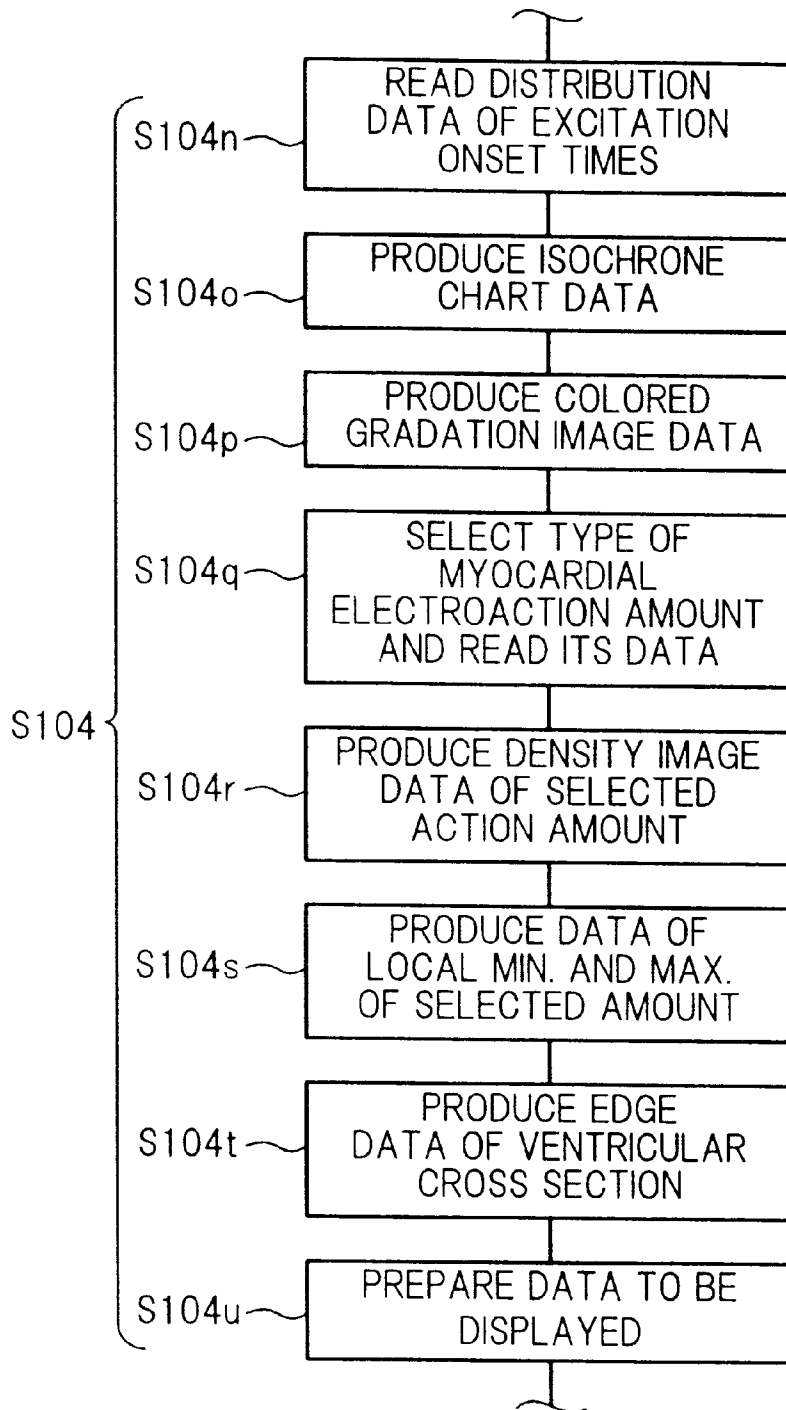 READ DISTRIBUTION
S104n DATA OF EXCITATION
ONSET TIMES
PRODUCE ISOCHRONE
S104o CHART DATA
PRODUCE COLORED
S104p GRADATION IMAGE DATA
SELECT TYPE OF
S104q MYOCARDIAL
ELECTROACTION AMOUNT
AND READ ITS DATA
S104
PRODUCE DENSITY IMAGE
S104r DATA OF SELECTED
ACTION AMOUNT
PRODUCE DATA OF
S104s LOCAL MIN. AND MAX.
OF SELECTED AMOUNT
PRODUCE EDGE
S104t DATA OF VENTRICULAR
CROSS SECTION
PREPARE DATA TO BE
S104u DISPLAYED